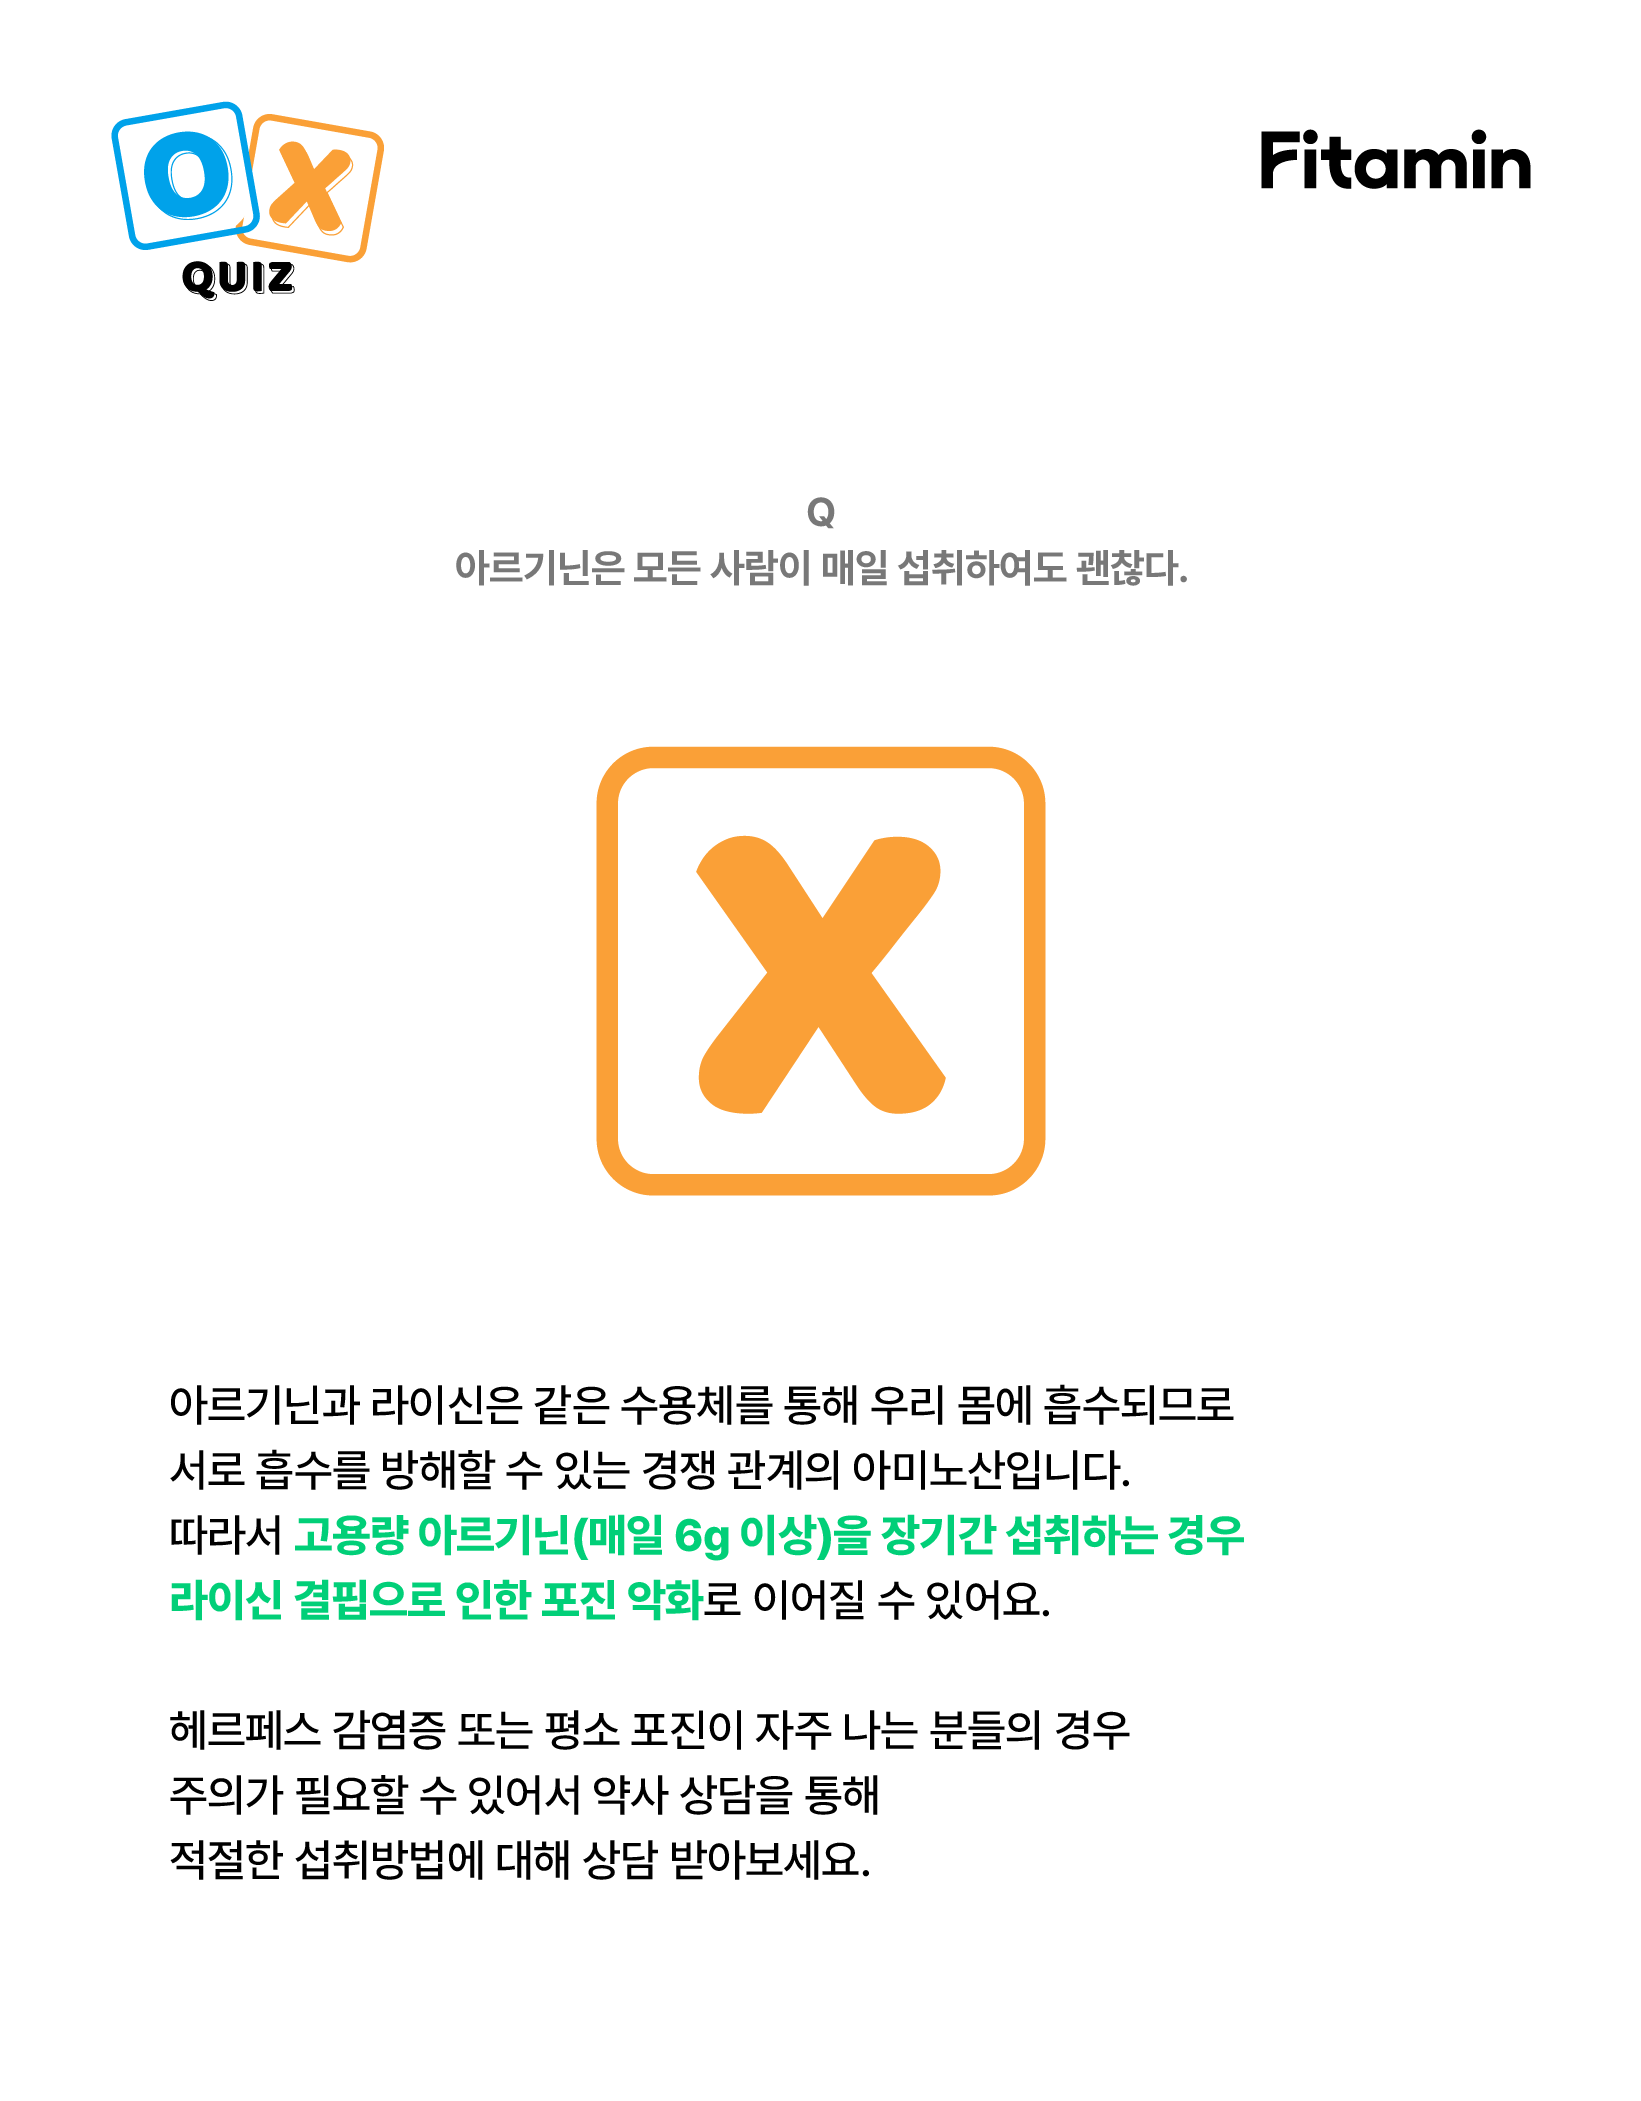 O X
QUIZ
Fitamin
Q
아르기닌은 모든 사람이 매일 섭취하여도 괜찮다.
X
아르기닌과 라이신은 같은 수용체를 통해 우리 몸에 흡수되므로
서로 흡수를 방해할 수 있는 경쟁 관계의 아미노산입니다.
따라서 고용량 아르기닌(매일 6g 이상)을 장기간 섭취하는 경우
라이신 결핍으로 인한 포진 악화로 이어질 수 있어요.
헤르페스 감염증 또는 평소 포진이 자주 나는 분들의 경우
주의가 필요할 수 있어서 약사 상담을 통해
적절한 섭취방법에 대해 상담 받아보세요.